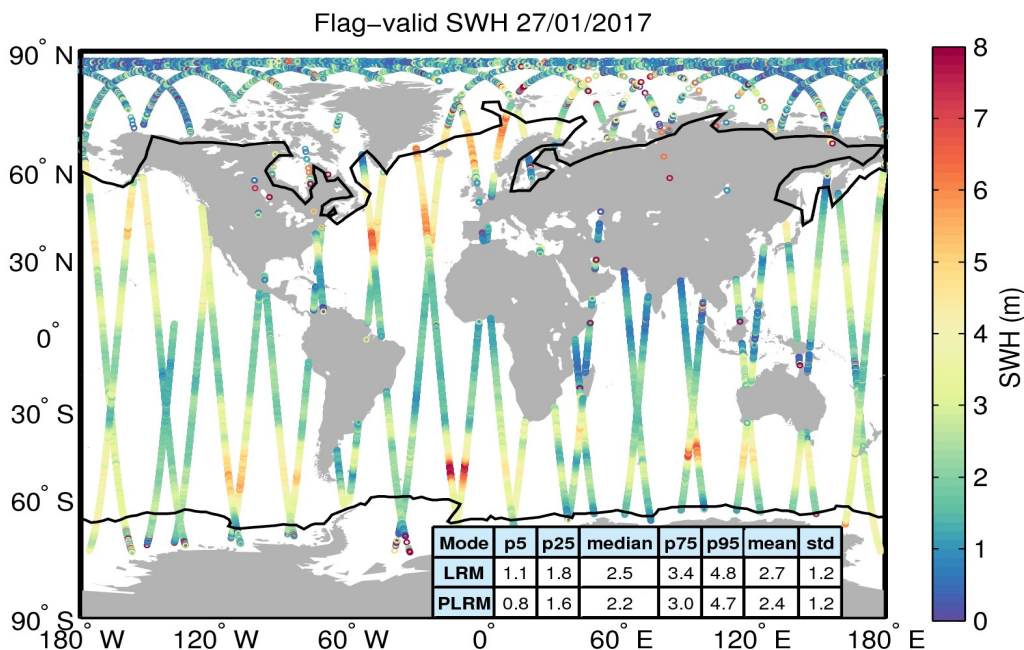 Flag−valid SWH 27/01/2017
90° N
60° N
30° N
0°
30° S
60° S
90° S
180° W
120° W
60° W
0°
60° E
120° E
180° E
8
7
6
5
4
3
2
1
0
SWH (m)
Mode p5 p25 median p75 p95 mean std
LRM 1.1 1.8 2.5 3.4 4.8 2.7 1.2
PLRM 0.8 1.6 2.2 3.0 4.7 2.4 1.2